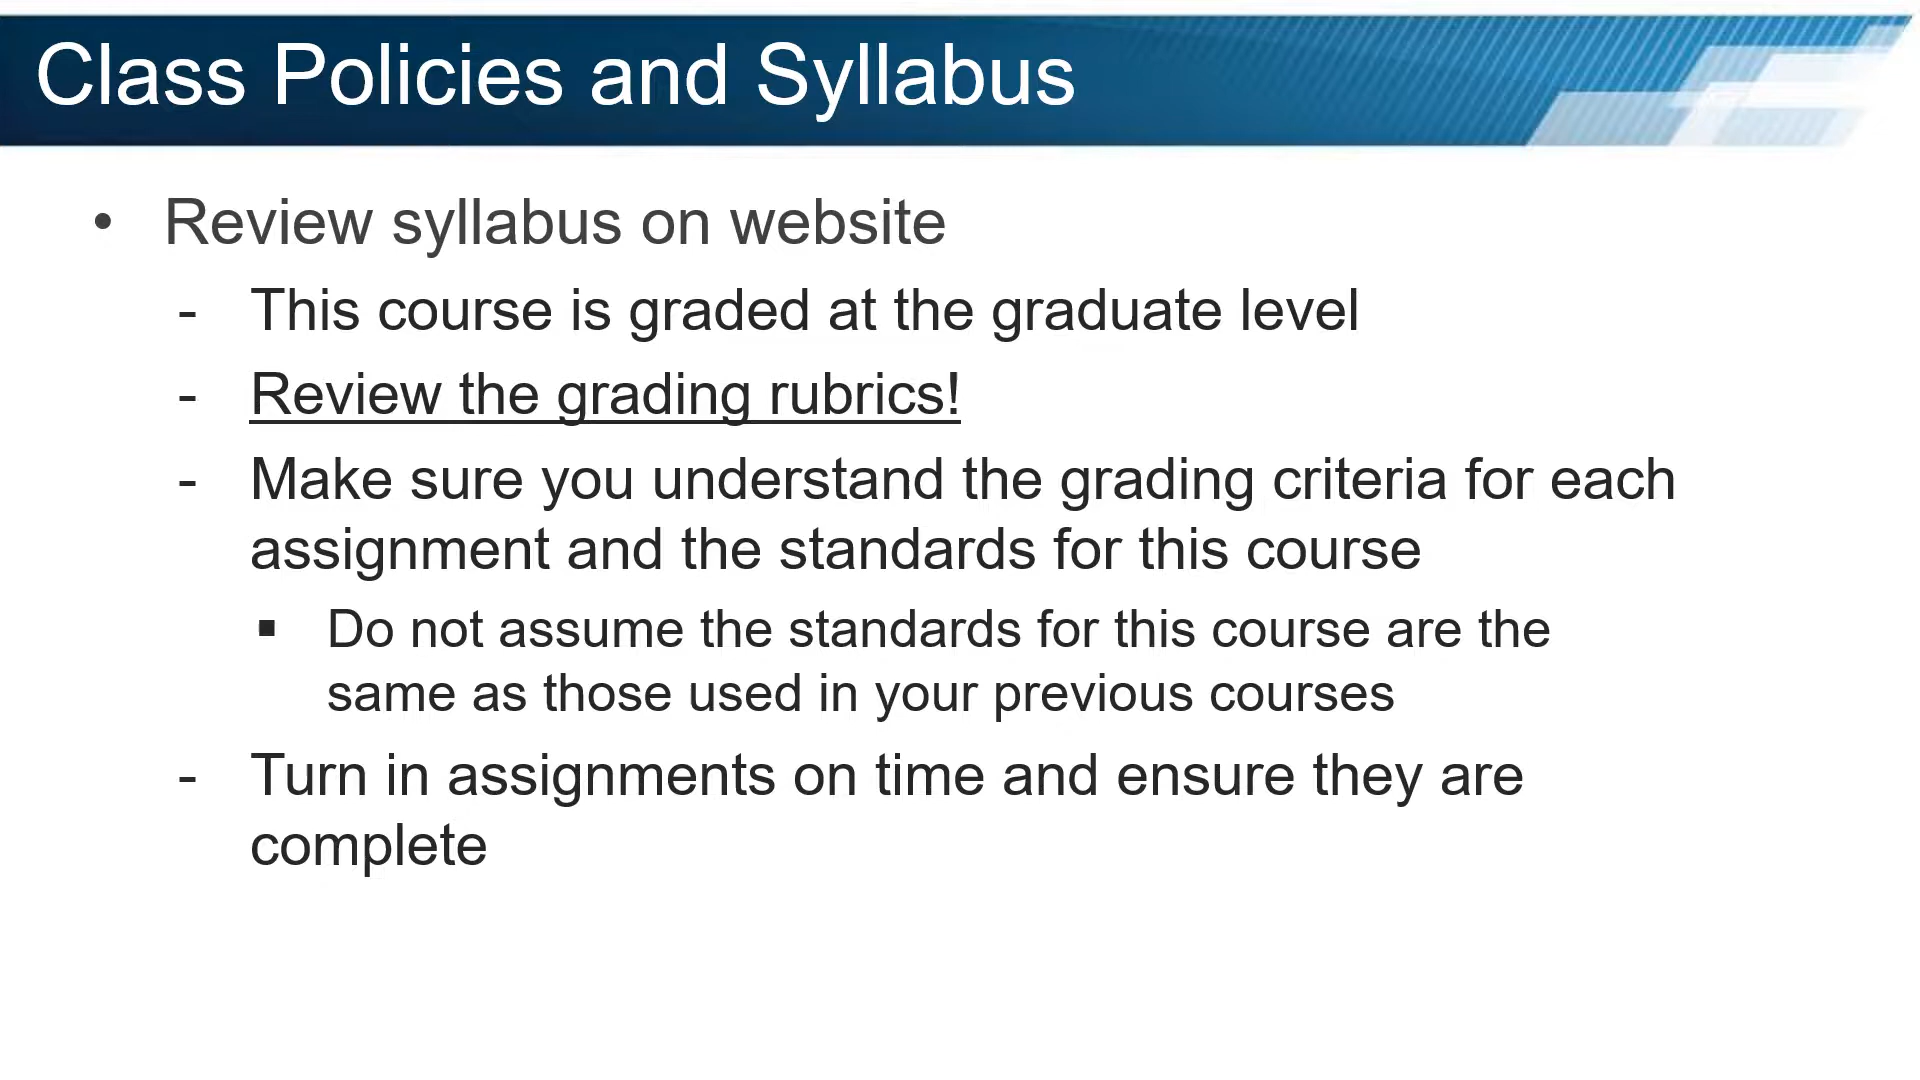 Class Policies and Syllabus
• Review syllabus on website
- This course is graded at the graduate level
- Review the grading rubrics!
- Make sure you understand the grading criteria for each
assignment and the standards for this course
▪ Do not assume the standards for this course are the
same as those used in your previous courses
- Turn in assignments on time and ensure they are
complete